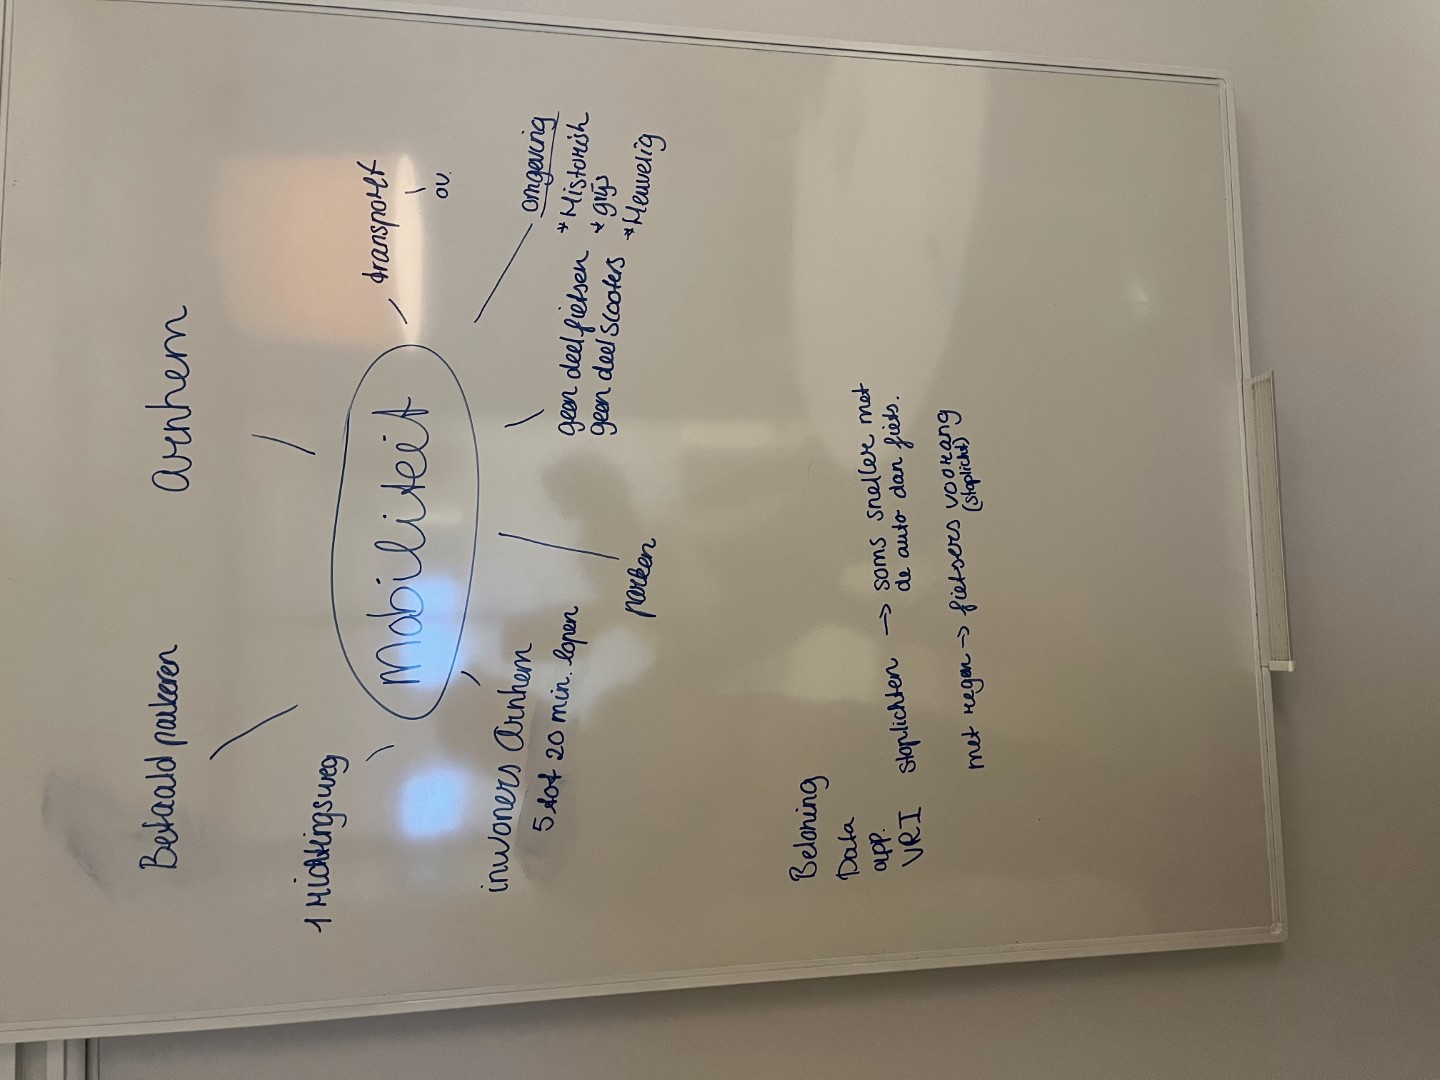 Betaald parkeren
Arnhem
1 richtingsweg
Mobiliteit
transport
ov.
inwoners Arnhem
5 tot 20 min. lopen
parken
geen deelfietsen
geen deelscooters
omgeving
* Historish
* grijs
* Heuvelig
Beloning
Data
app.
VRI stoplichten → soms sneller met
de auto dan fiets.
met regen → fietsers voorang
(stoplicht)